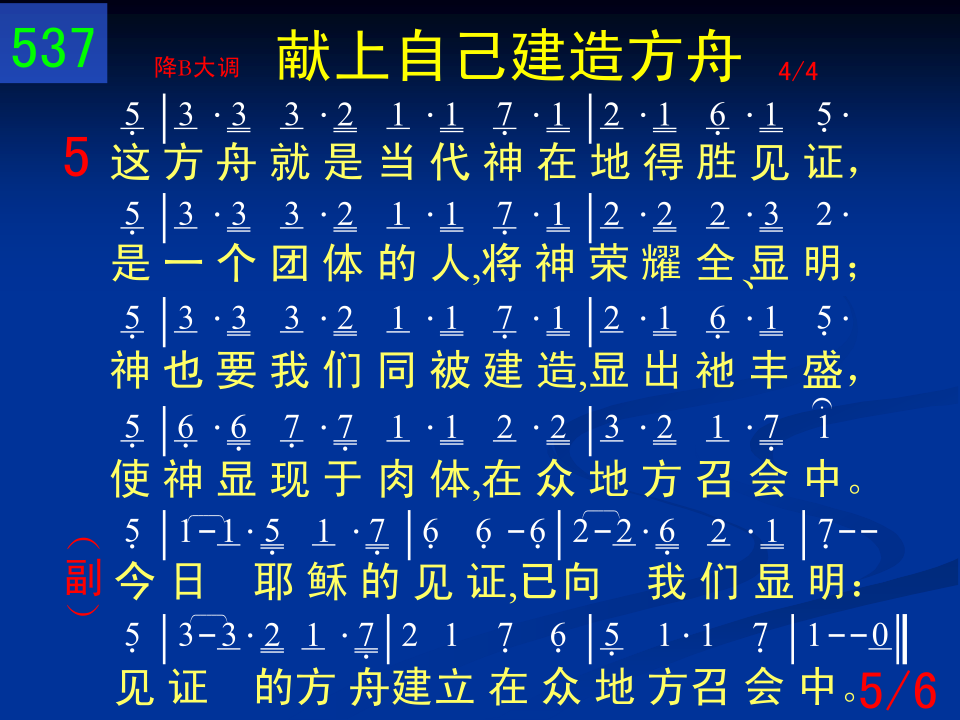 537 降B大调 献上自己建造方舟 4/4
5 | 3 · 3 3 · 2 1 · 1 7 · 1 | 2 · 1 6 · 1 5 ·
5 这方舟就是当代神在地得胜见证,
5 | 3 · 3 3 · 2 1 · 1 7 · 1 | 2 · 2 2 · 3 2 ·
是一个团体的人,将神荣耀全、显明;
5 | 3 · 3 3 · 2 1 · 1 7 · 1 | 2 · 1 6 · 1 5 ·
神也要我们同被建造,显出祂丰盛,
5 | 6 · 6 7 · 7 1 · 1 2 · 2 | 3 · 2 1 · 7 1
使神显现于肉体,在众地方召会中。
5 | 1-1 · 5 1 · 7 | 6 6 -6 | 2-2 · 6 2 · 1 | 7--
(副) 今日 耶稣的见证,已向 我们显明:
5 | 3-3 · 2 1 · 7 | 2 1 7 6 | 5 1 · 1 7 | 1--0 ‖
见证 的方舟建立在众地方召会中。
5/6